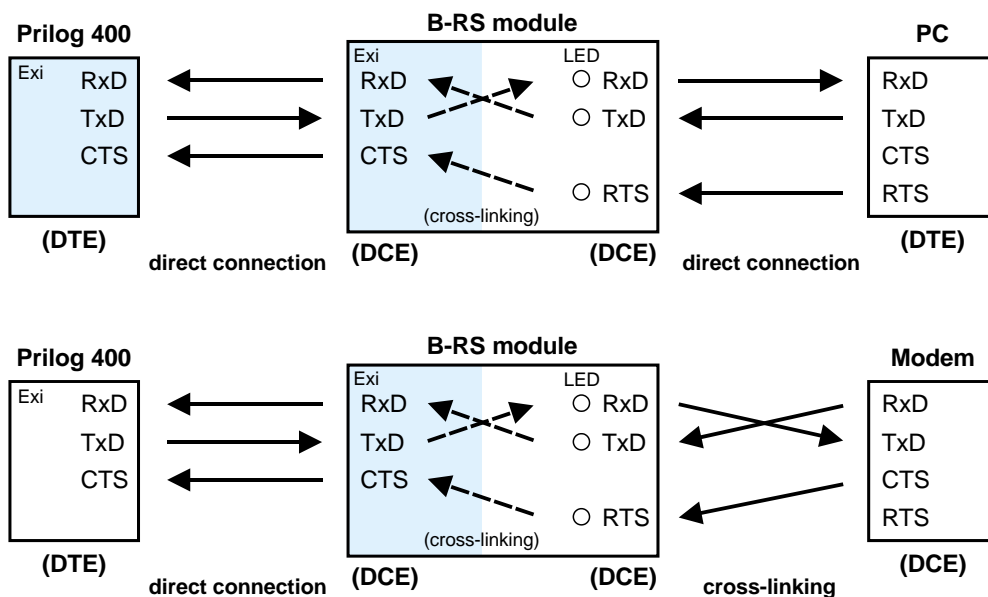 Prilog 400 B-RS module PC
Exi Exi LED
RxD RxD RxD RxD
TxD TxD TxD TxD
CTS CTS CTS
RTS RTS
(cross-linking)
(DTE) (DCE) (DCE) (DTE)
direct connection direct connection
Prilog 400 B-RS module Modem
Exi Exi LED
RxD RxD RxD RxD
TxD TxD TxD TxD
CTS CTS CTS
RTS RTS
(cross-linking)
(DTE) (DCE) (DCE) (DCE)
direct connection cross-linking